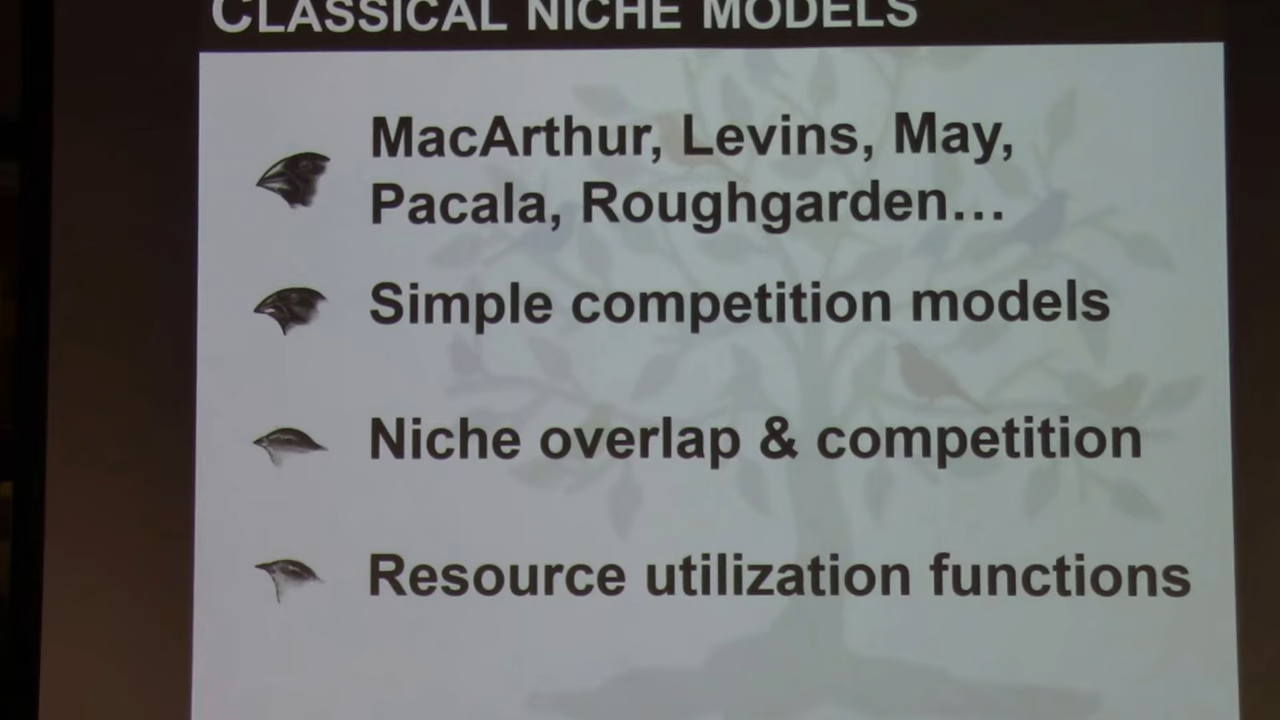 CLASSICAL NICHE MODELS
MacArthur, Levins, May,
Pacala, Roughgarden…
Simple competition models
Niche overlap & competition
Resource utilization functions